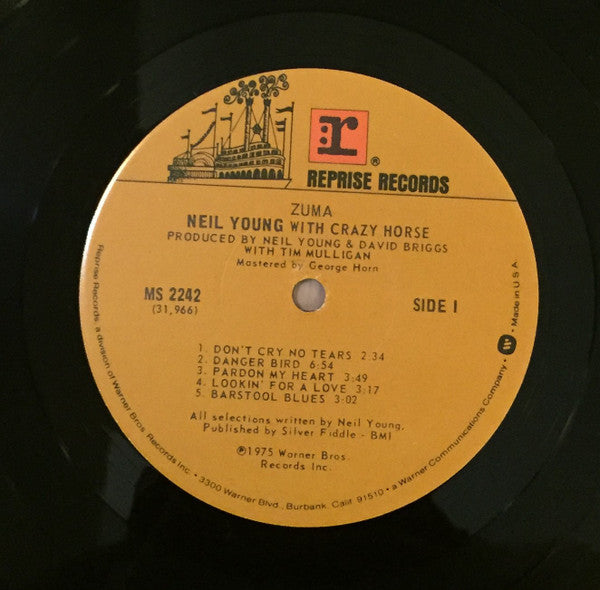 r
®
REPRISE RECORDS
ZUMA
NEIL YOUNG WITH CRAZY HORSE
PRODUCED BY NEIL YOUNG & DAVID BRIGGS
WITH TIM MULLIGAN
Mastered by George Horn
MS 2242
(31,966)
SIDE 1
1. DON'T CRY NO TEARS 2:34
2. DANGER BIRD 6:54
3. PARDON MY HEART 3:49
4. LOOKIN' FOR A LOVE 3:17
5. BARSTOOL BLUES 3:02
All selections written by Neil Young,
Published by Silver Fiddle - BMI
℗1975 Warner Bros.
Records Inc.
Reprise Records, a division of Warner Bros. Records Inc. • 3300 Warner Blvd., Burbank, Calif. 91510 • a Warner Communications Company • W • Made in U.S.A.